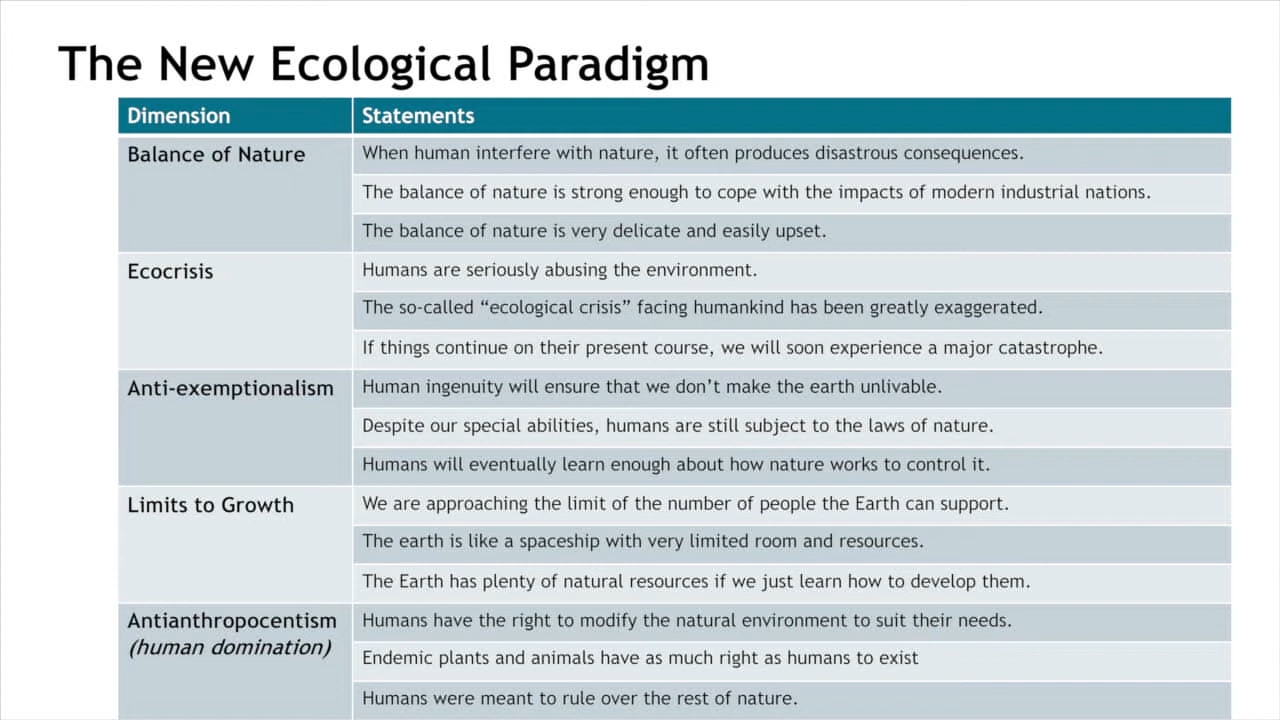 The New Ecological Paradigm
Dimension
Statements
Balance of Nature
When human interfere with nature, it often produces disastrous consequences.
The balance of nature is strong enough to cope with the impacts of modern industrial nations.
The balance of nature is very delicate and easily upset.
Ecocrisis
Humans are seriously abusing the environment.
The so-called “ecological crisis” facing humankind has been greatly exaggerated.
If things continue on their present course, we will soon experience a major catastrophe.
Anti-exemptionalism
Human ingenuity will ensure that we don’t make the earth unlivable.
Despite our special abilities, humans are still subject to the laws of nature.
Humans will eventually learn enough about how nature works to control it.
Limits to Growth
We are approaching the limit of the number of people the Earth can support.
The earth is like a spaceship with very limited room and resources.
The Earth has plenty of natural resources if we just learn how to develop them.
Antianthropocentism
(human domination)
Humans have the right to modify the natural environment to suit their needs.
Endemic plants and animals have as much right as humans to exist
Humans were meant to rule over the rest of nature.